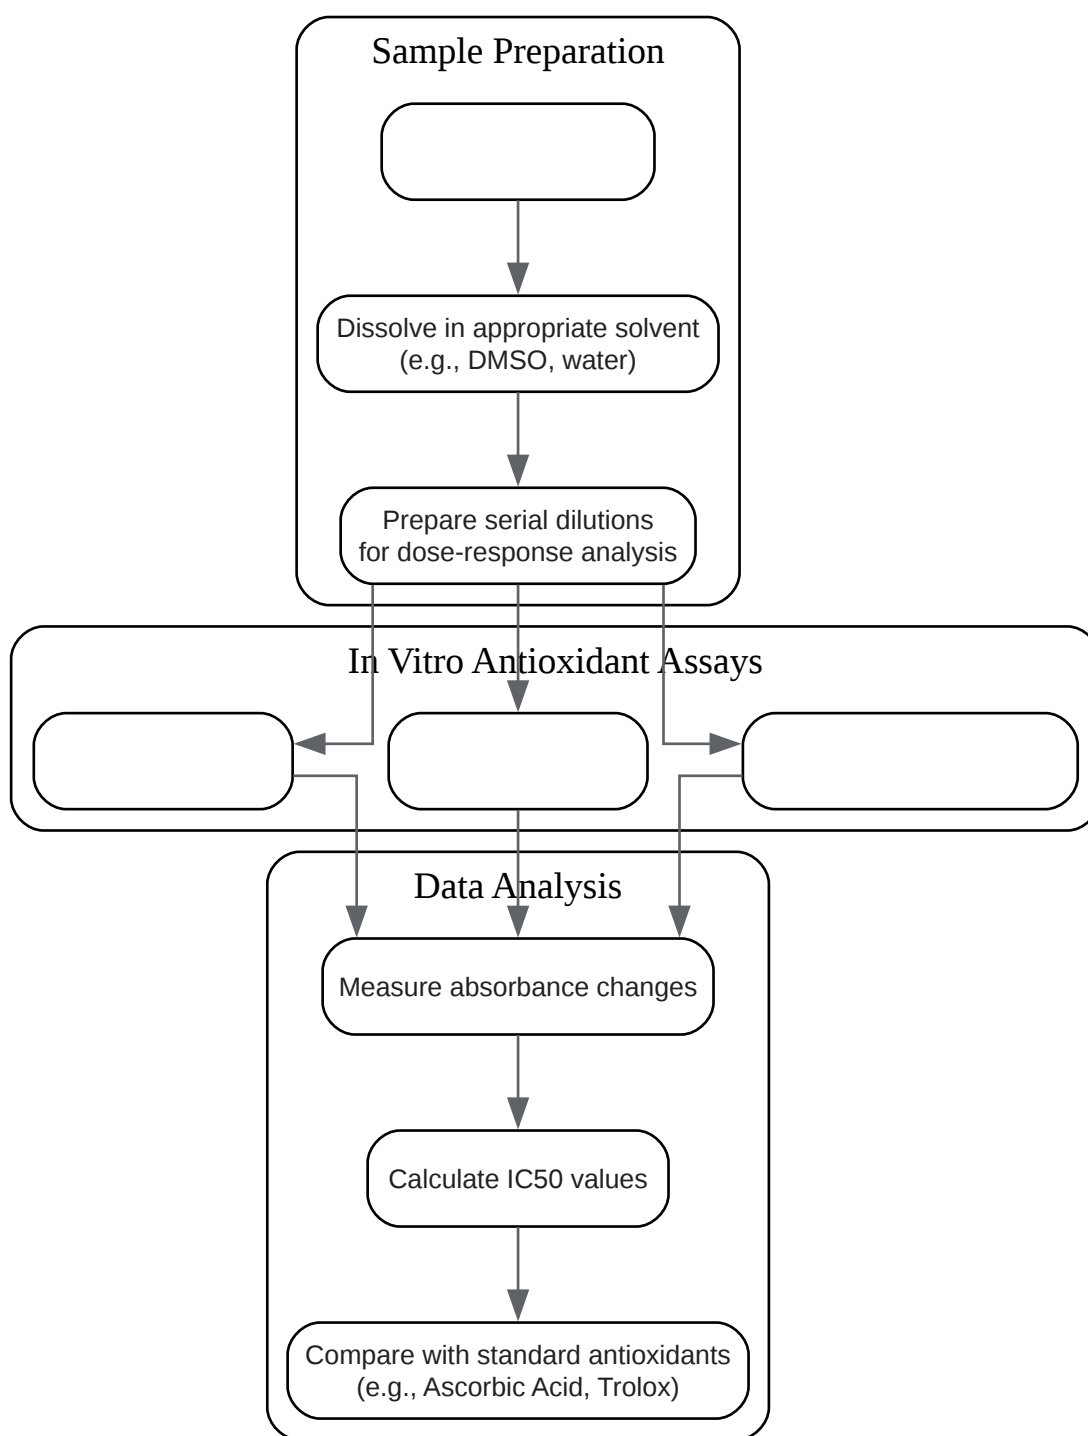 Sample Preparation
Dissolve in appropriate solvent
(e.g., DMSO, water)
Prepare serial dilutions
for dose-response analysis
In Vitro Antioxidant Assays
Data Analysis
Measure absorbance changes
Calculate IC50 values
Compare with standard antioxidants
(e.g., Ascorbic Acid, Trolox)